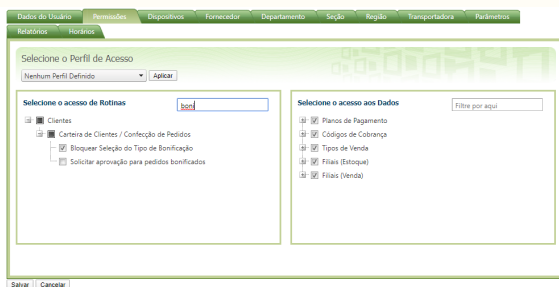 Dados do Usuário Permissões Dispositivos Fornecedor Departamento Seção Região Transportadora Parâmetros
Relatórios Horários
Selecione o Perfil de Acesso
Nenhum Perfil Definido Aplicar
Selecione o acesso de Rotinas boni
Clientes
Carteira de Clientes / Confecção de Pedidos
Bloquear Seleção do Tipo de Bonificação
Solicitar aprovação para pedidos bonificados
Selecione o acesso aos Dados Filtre por aqui
Planos de Pagamento
Códigos de Cobrança
Tipos de Venda
Filiais (Estoque)
Filiais (Venda)
Salvar Cancelar